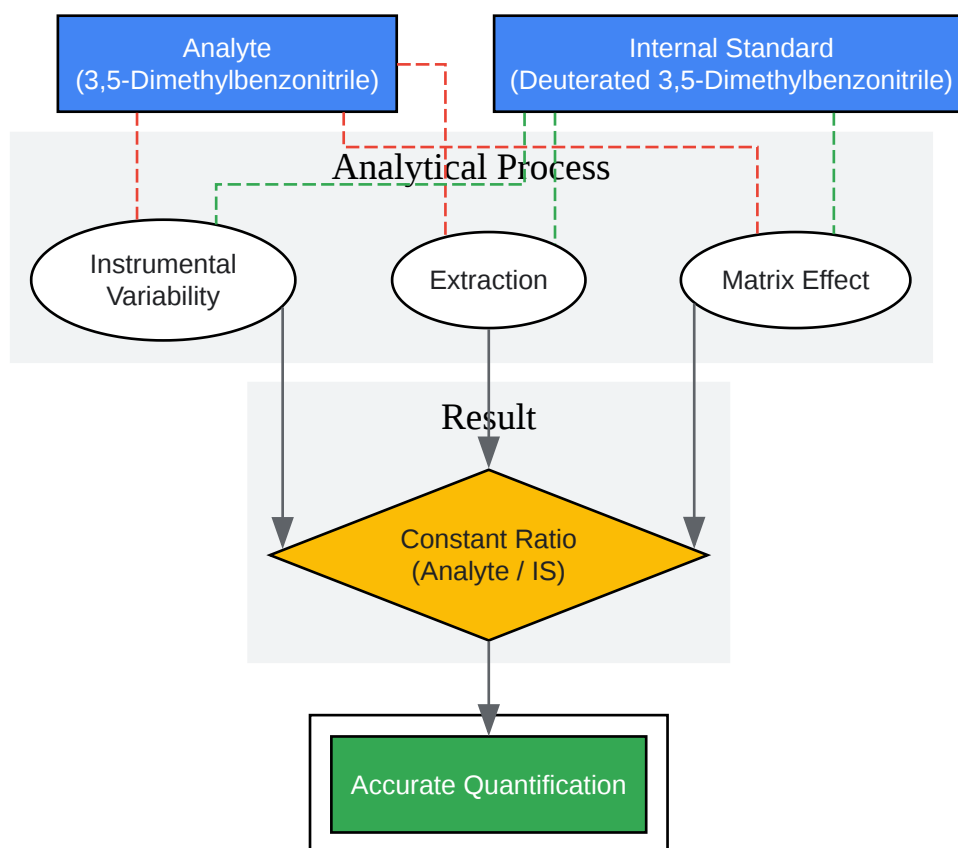 Analyte
(3,5-Dimethylbenzonitrile)
Internal Standard
(Deuterated 3,5-Dimethylbenzonitrile)
Analytical Process
Instrumental
Variability
Extraction
Matrix Effect
Result
Constant Ratio
(Analyte / IS)
Accurate Quantification